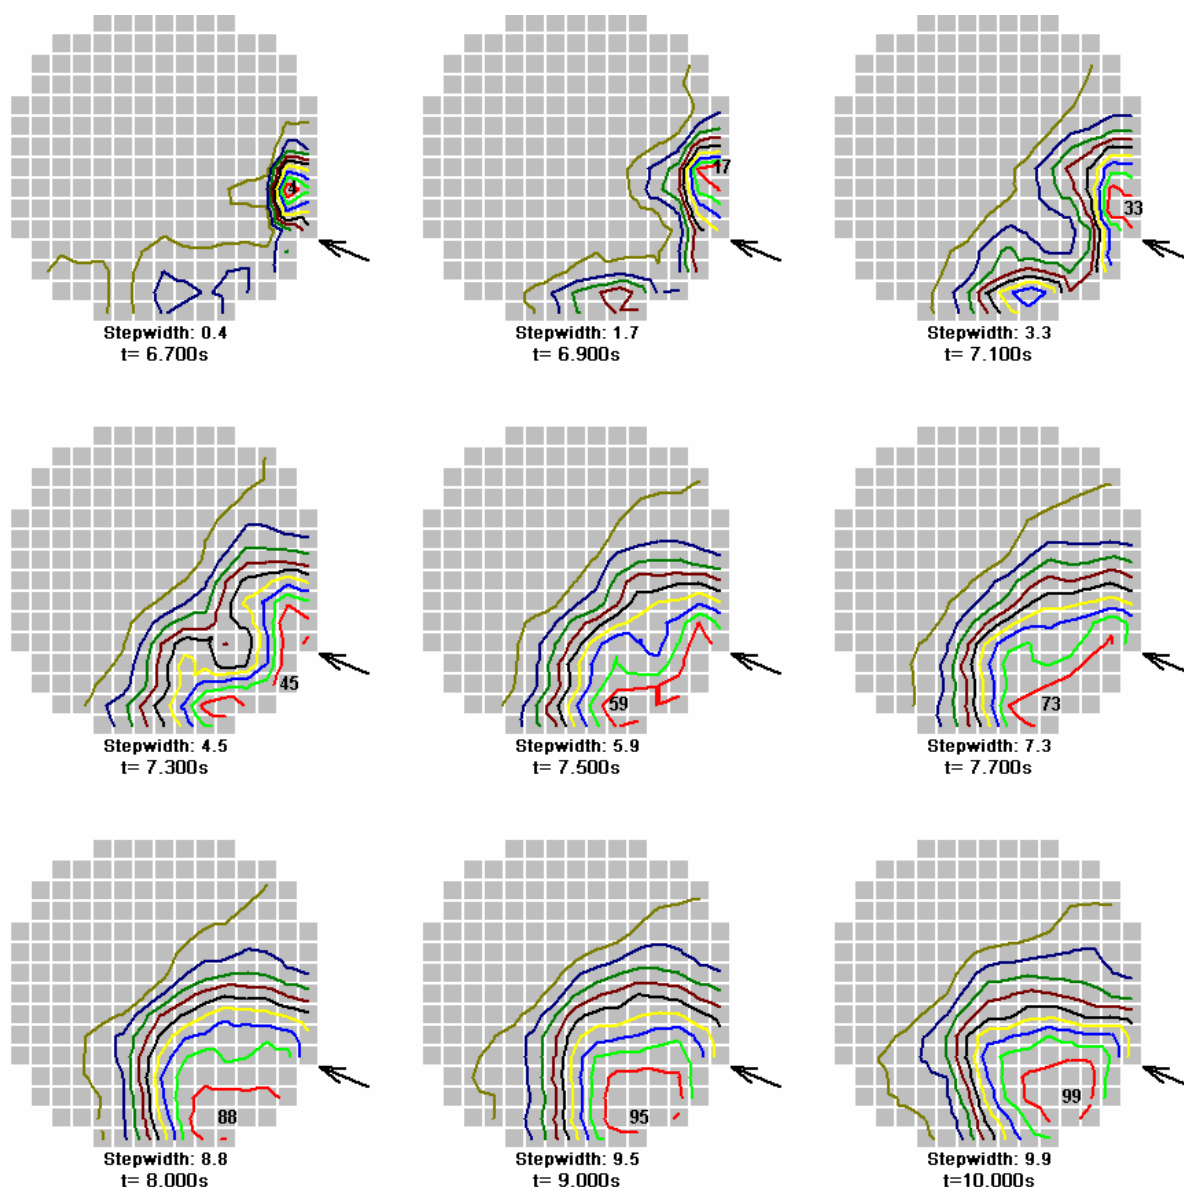 4
Stepwidth: 0.4
t= 6.700s
17
Stepwidth: 1.7
t= 6.900s
33
Stepwidth: 3.3
t= 7.100s
45
Stepwidth: 4.5
t= 7.300s
59
Stepwidth: 5.9
t= 7.500s
73
Stepwidth: 7.3
t= 7.700s
88
Stepwidth: 8.8
t= 8.000s
95
Stepwidth: 9.5
t= 9.000s
99
Stepwidth: 9.9
t=10.000s